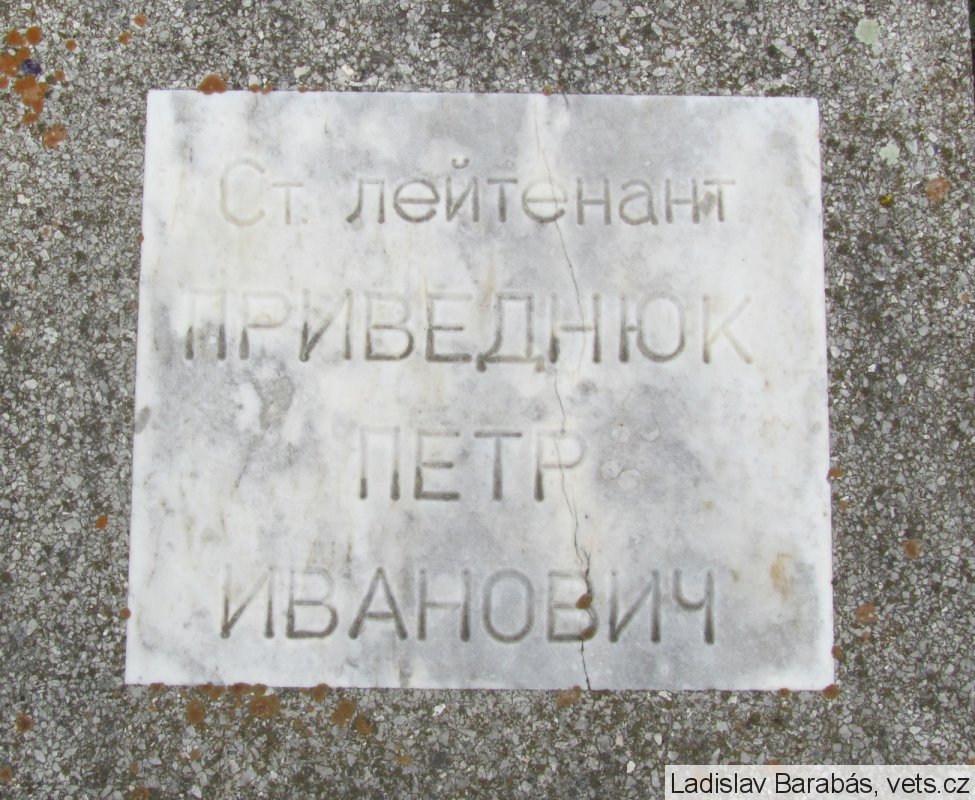 Ст. лейтенант
ПРИВЕДНЮК
ПЕТР
ИВАНОВИЧ
Ladislav Barabás, vets.cz